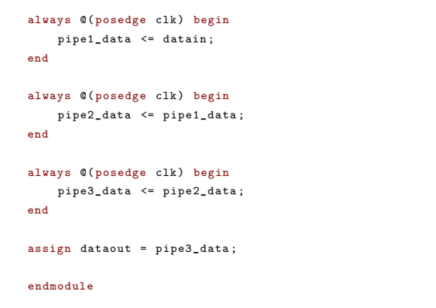 always @(posedge clk) begin
    pipe1_data <= datain;
end

always @(posedge clk) begin
    pipe2_data <= pipe1_data;
end

always @(posedge clk) begin
    pipe3_data <= pipe2_data;
end

assign dataout = pipe3_data;

endmodule